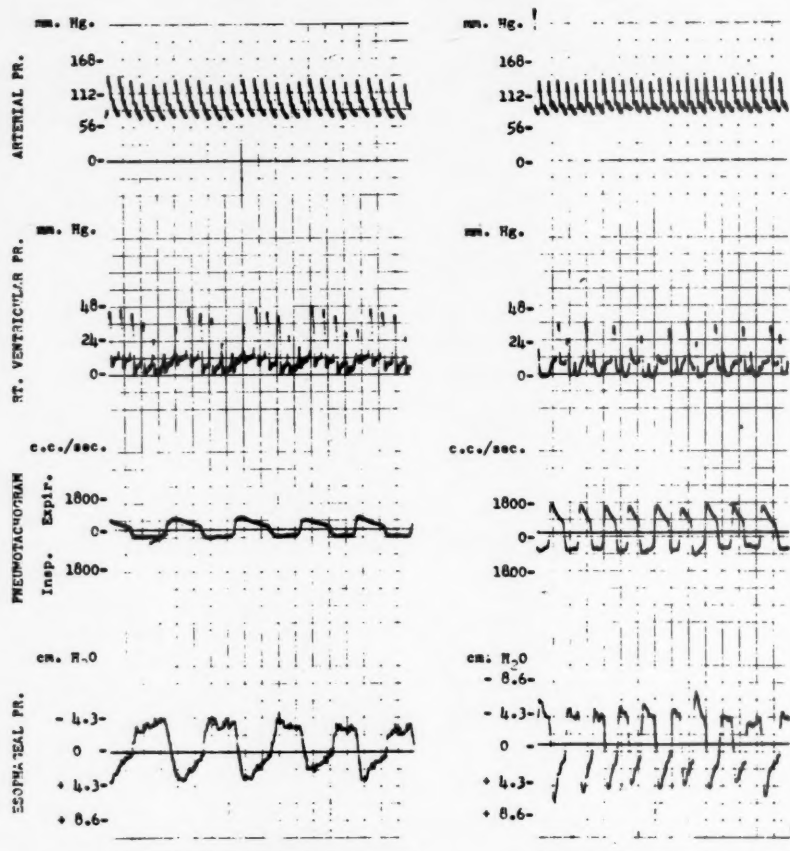 mm. Hg.
168-
112-
56-
0-
ARTERIAL PR.
mm. Hg.
168-
112-
56-
0-
mm. Hg.
48-
24-
0-
RT. VENTRICULAR PR.
mm. Hg.
48-
24-
0-
c.c./sec.
1800-
0-
1800-
PNEUMOTACHOGRAM
Insp. Expir.
c.c./sec.
1800-
0-
1800-
cm. H2O
- 4.3-
0 -
+ 4.3-
+ 8.6-
ESOPHAGEAL PR.
cm. H2O
- 8.6-
- 4.3-
0 -
+ 4.3-
+ 8.6-